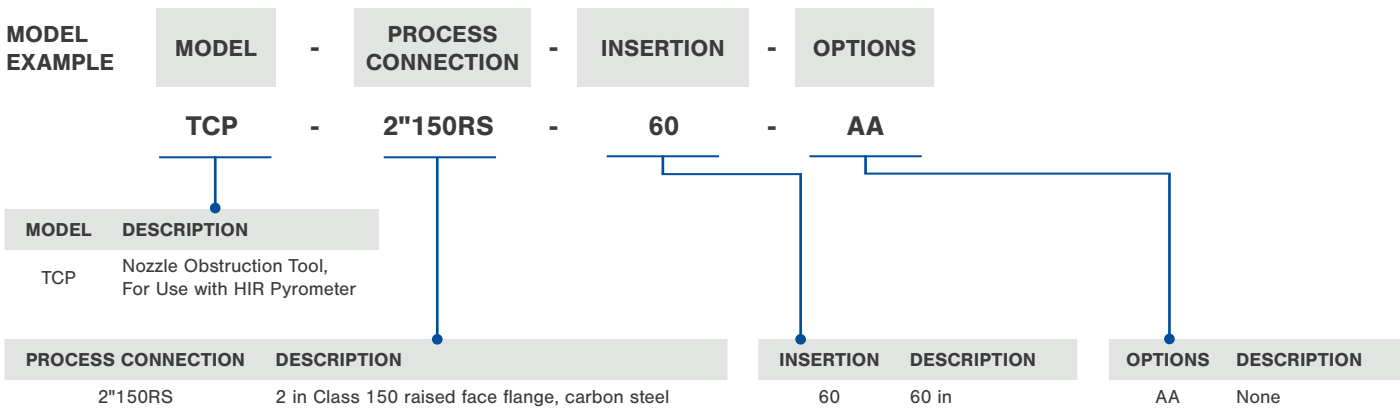 MODEL
EXAMPLE
MODEL - PROCESS CONNECTION - INSERTION - OPTIONS
TCP - 2"150RS - 60 - AA
MODEL DESCRIPTION
TCP Nozzle Obstruction Tool,
For Use with HIR Pyrometer
PROCESS CONNECTION DESCRIPTION
2"150RS 2 in Class 150 raised face flange, carbon steel
INSERTION DESCRIPTION
60 60 in
OPTIONS DESCRIPTION
AA None